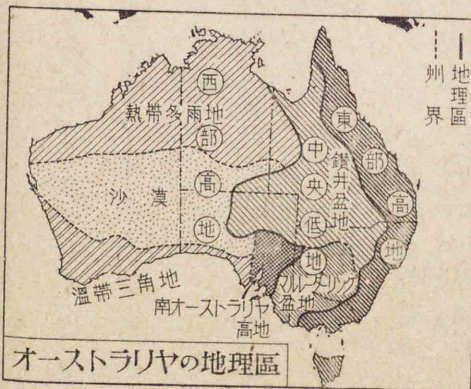 地理區
州界
西部高地
熱帶多雨地
沙漠
溫帶三角地
中央低地
鑚井盆地
マルーダーリング
盆地
南オーストラリヤ
高地
東部高地
オーストラリヤの地理區